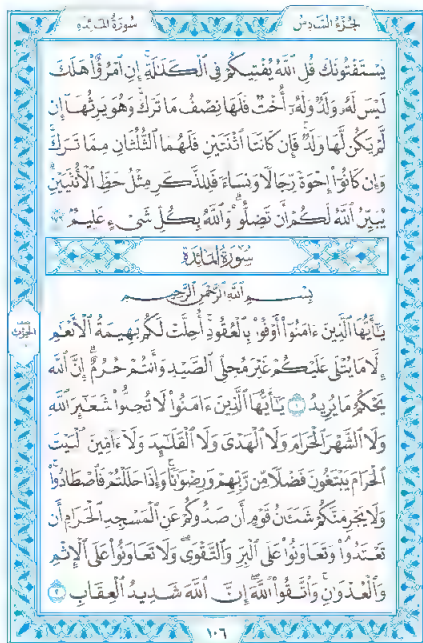 الجزء السادس سورة المائدة
يَسْتَفْتُونَكَ قُلِ ٱللَّهُ يُفْتِيكُمْ فِى ٱلْكَلَٰلَةِ إِنِ ٱمْرُؤٌا۟ هَلَكَ
لَيْسَ لَهُۥ وَلَدٌ وَلَهُۥٓ أُخْتٌ فَلَهَا نِصْفُ مَا تَرَكَ وَهُوَ يَرِثُهَآ إِن
لَّمْ يَكُن لَّهَا وَلَدٌ فَإِن كَانَتَا ٱثْنَتَيْنِ فَلَهُمَا ٱلثُّلُثَانِ مِمَّا تَرَكَ
وَإِن كَانُوٓا۟ إِخْوَةً رِّجَالًا وَنِسَآءً فَلِلذَّكَرِ مِثْلُ حَظِّ ٱلْأُنثَيَيْنِ
يُبَيِّنُ ٱللَّهُ لَكُمْ أَن تَضِلُّوا۟ وَٱللَّهُ بِكُلِّ شَىْءٍ عَلِيمٌۢ ١٧٦
سُورَةُ المَائِدَةِ
بِسْمِ ٱللَّهِ ٱلرَّحْمَٰنِ ٱلرَّحِيمِ
يَٰٓأَيُّهَا ٱلَّذِينَ ءَامَنُوٓا۟ أَوْفُوا۟ بِٱلْعُقُودِ أُحِلَّتْ لَكُم بَهِيمَةُ ٱلْأَنْعَٰمِ
إِلَّا مَا يُتْلَىٰ عَلَيْكُمْ غَيْرَ مُحِلِّى ٱلصَّيْدِ وَأَنتُمْ حُرُمٌ إِنَّ ٱللَّهَ
يَحْكُمُ مَا يُرِيدُ ١ يَٰٓأَيُّهَا ٱلَّذِينَ ءَامَنُوا۟ لَا تُحِلُّوا۟ شَعَٰٓئِرَ ٱللَّهِ
وَلَا ٱلشَّهْرَ ٱلْحَرَامَ وَلَا ٱلْهَدْىَ وَلَا ٱلْقَلَٰٓئِدَ وَلَآ ءَآمِّينَ ٱلْبَيْتَ
ٱلْحَرَامَ يَبْتَغُونَ فَضْلًا مِّن رَّبِّهِمْ وَرِضْوَٰنًا وَإِذَا حَلَلْتُمْ فَٱصْطَادُوا۟
وَلَا يَجْرِمَنَّكُمْ شَنَـَٔانُ قَوْمٍ أَن صَدُّوكُمْ عَنِ ٱلْمَسْجِدِ ٱلْحَرَامِ أَن
تَعْتَدُوا۟ وَتَعَاوَنُوا۟ عَلَى ٱلْبِرِّ وَٱلتَّقْوَىٰ وَلَا تَعَاوَنُوا۟ عَلَى ٱلْإِثْمِ
وَٱلْعُدْوَٰنِ وَٱتَّقُوا۟ ٱللَّهَ إِنَّ ٱللَّهَ شَدِيدُ ٱلْعِقَابِ ٢
١٠٦